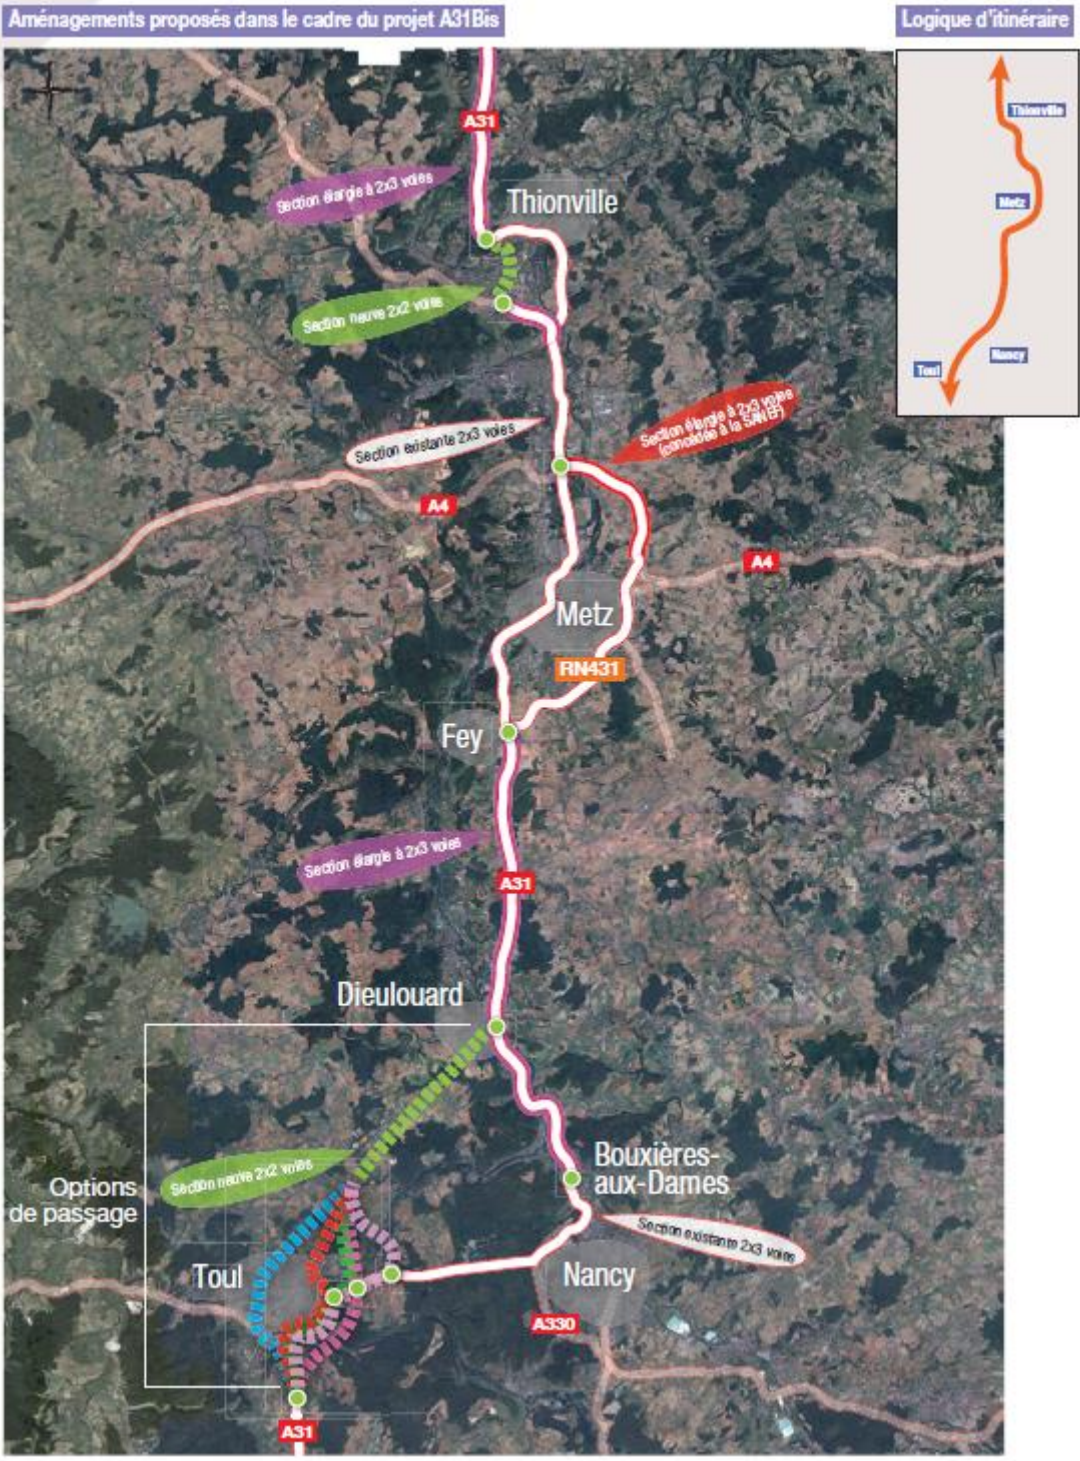 Aménagements proposés dans le cadre du projet A31Bis
Logique d'itinéraire
Thionville
Metz
Nancy
Toul
A31
Section élargie à 2x3 voies
Thionville
Section neuve 2x2 voies
Section élargie à 2x3 voies
(concédée à la SANEF)
Section existante 2x3 voies
A4
A4
Metz
RN431
Fey
Section élargie à 2x3 voies
A31
Dieulouard
Bouxières-
aux-Dames
Section neuve 2x2 voies
Options
de passage
Section existante 2x3 voies
Toul
Nancy
A330
A31